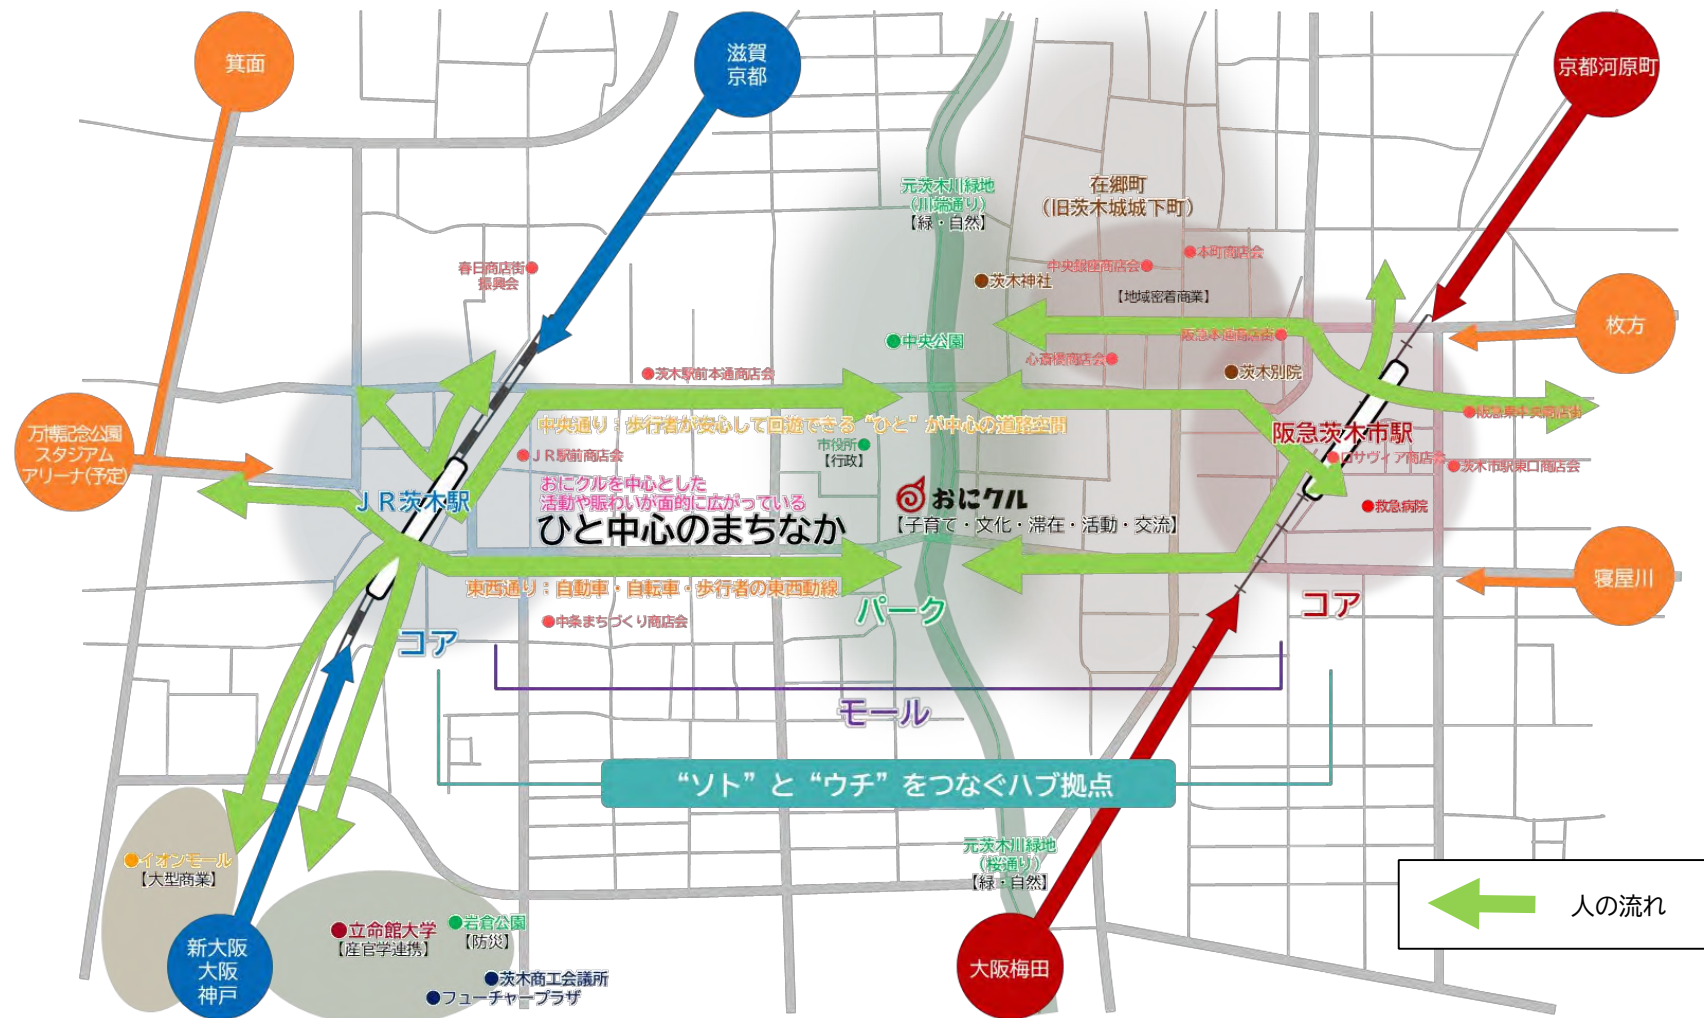 箕面
滋賀
京都
京都河原町
元茨木川緑地
（川端通り）
【緑・自然】
在郷町
（旧茨木城城下町）
春日商店街
振興会
本町商店会
中央銀座商店会
茨木神社
【地域密着商業】
枚方
中央公園
阪急本通商店街
心斎橋商店会
茨木別院
茨木駅前本通商店会
阪急東中央商店街
中央通り：歩行者が安心して回遊できる“ひと”が中心の道路空間
万博記念公園
スタジアム
アリーナ(予定)
市役所
【行政】
阪急茨木市駅
ＪＲ駅前商店会
ロサヴィア商店会
茨木市駅東口商店会
おにクルを中心とした
活動や賑わいが面的に広がっている
ＪＲ茨木駅
おにクル
救急病院
ひと中心のまちなか
【子育て・文化・滞在・活動・交流】
東西通り：自動車・自転車・歩行者の東西動線
寝屋川
パーク
コア
中条まちづくり商店会
コア
モール
“ソト”と“ウチ”をつなぐハブ拠点
元茨木川緑地
（桜通り）
【緑・自然】
イオンモール
【大型商業】
人の流れ
立命館大学
【産官学連携】
岩倉公園
【防災】
新大阪
大阪
神戸
大阪梅田
茨木商工会議所
フューチャープラザ